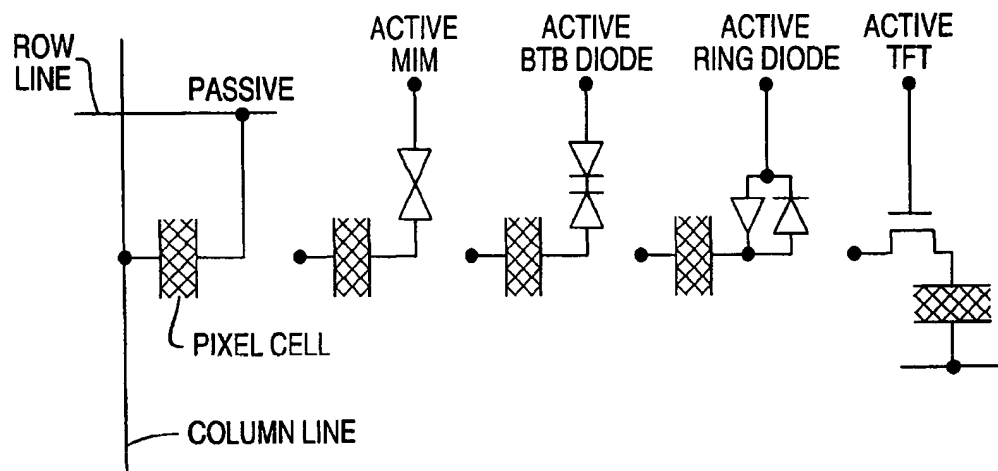 ROW
LINE
PASSIVE
ACTIVE
MIM
ACTIVE
BTB DIODE
ACTIVE
RING DIODE
ACTIVE
TFT
PIXEL CELL
COLUMN LINE